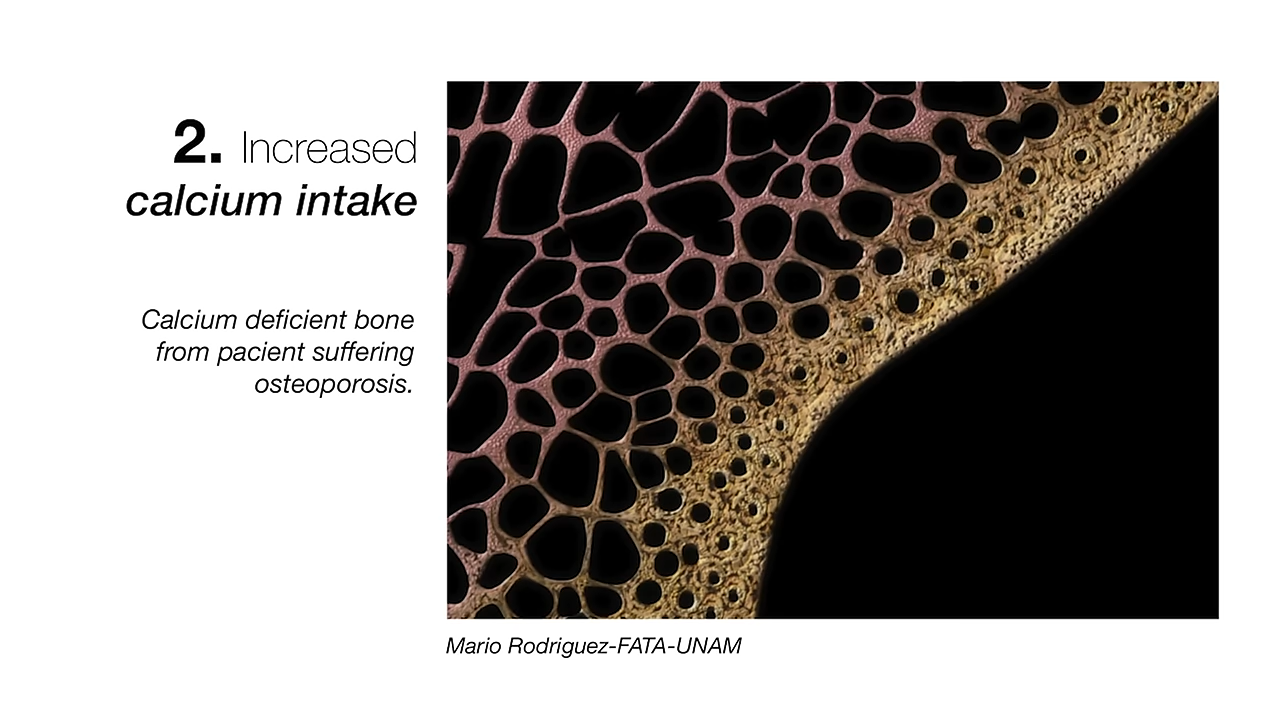 2. Increased
calcium intake
Calcium deficient bone
from pacient suffering
osteoporosis.
Mario Rodriguez-FATA-UNAM